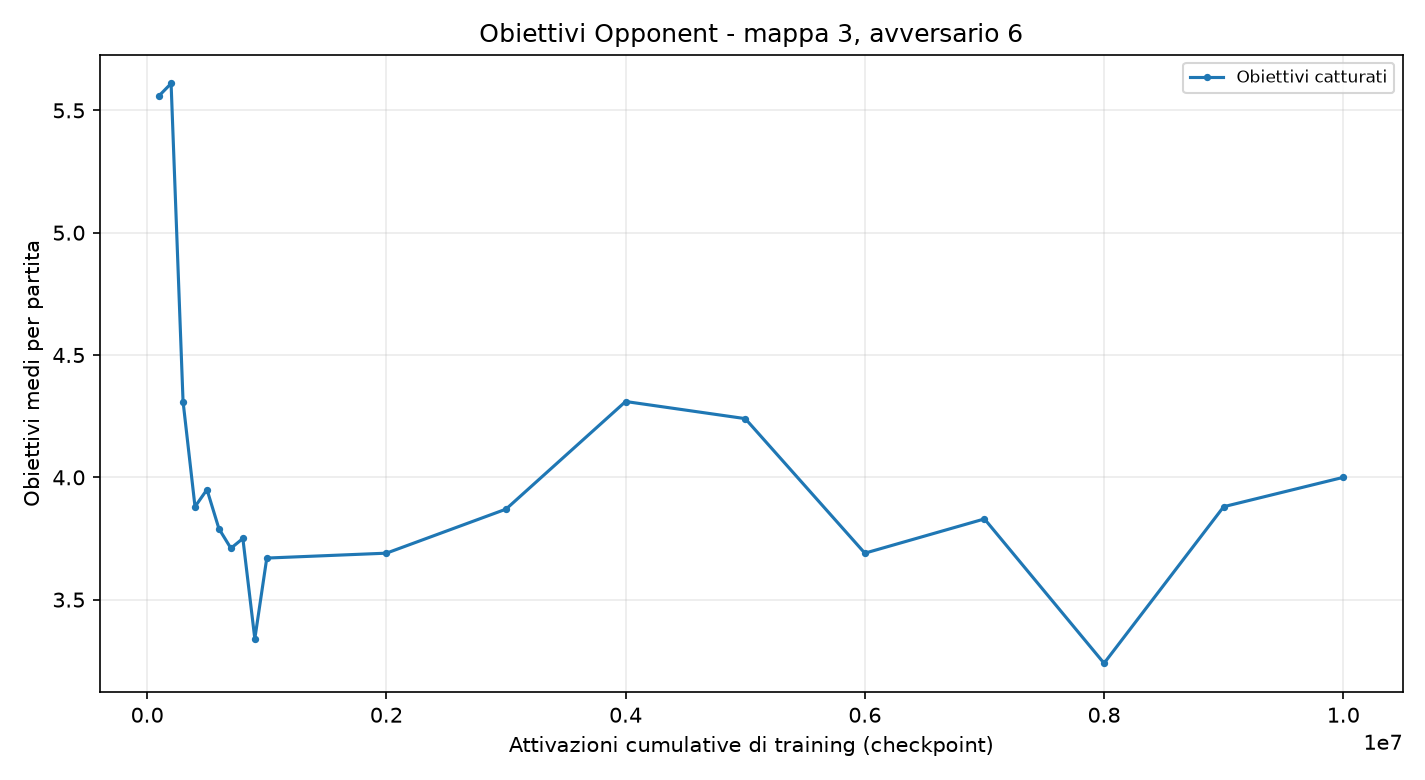 Obiettivi Opponent - mappa 3, avversario 6
Obiettivi catturati
Obiettivi medi per partita
5.5
5.0
4.5
4.0
3.5
0.0 0.2 0.4 0.6 0.8 1.0
1e7
Attivazioni cumulative di training (checkpoint)